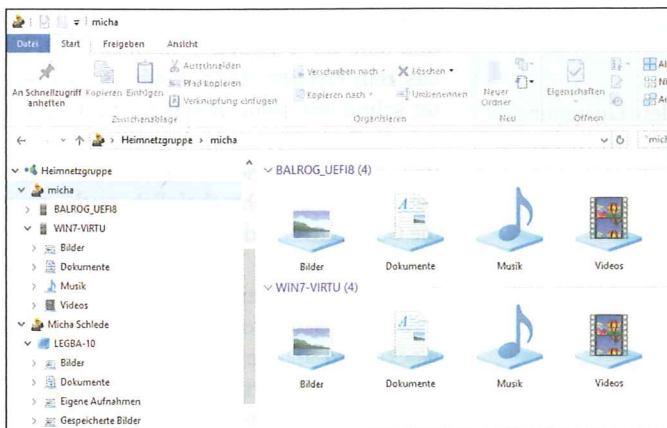 micha
Datei Start Freigeben Ansicht
An Schnellzugriff anheften
Kopieren
Einfügen
Ausschneiden
Pfad kopieren
Verknüpfung einfügen
Zwischenablage
Verschieben nach
Kopieren nach
Löschen
Umbenennen
Organisieren
Neuer Ordner
Neu
Eigenschaften
Öffnen
Heimnetzgruppe > micha
Heimnetzgruppe
micha
BALROG_UEFI8
WIN7-VIRTU
Bilder
Dokumente
Musik
Videos
Micha Schlede
LEGBA-10
Bilder
Dokumente
Eigene Aufnahmen
Gespeicherte Bilder
BALROG_UEFI8 (4)
Bilder Dokumente Musik Videos
WIN7-VIRTU (4)
Bilder Dokumente Musik Videos